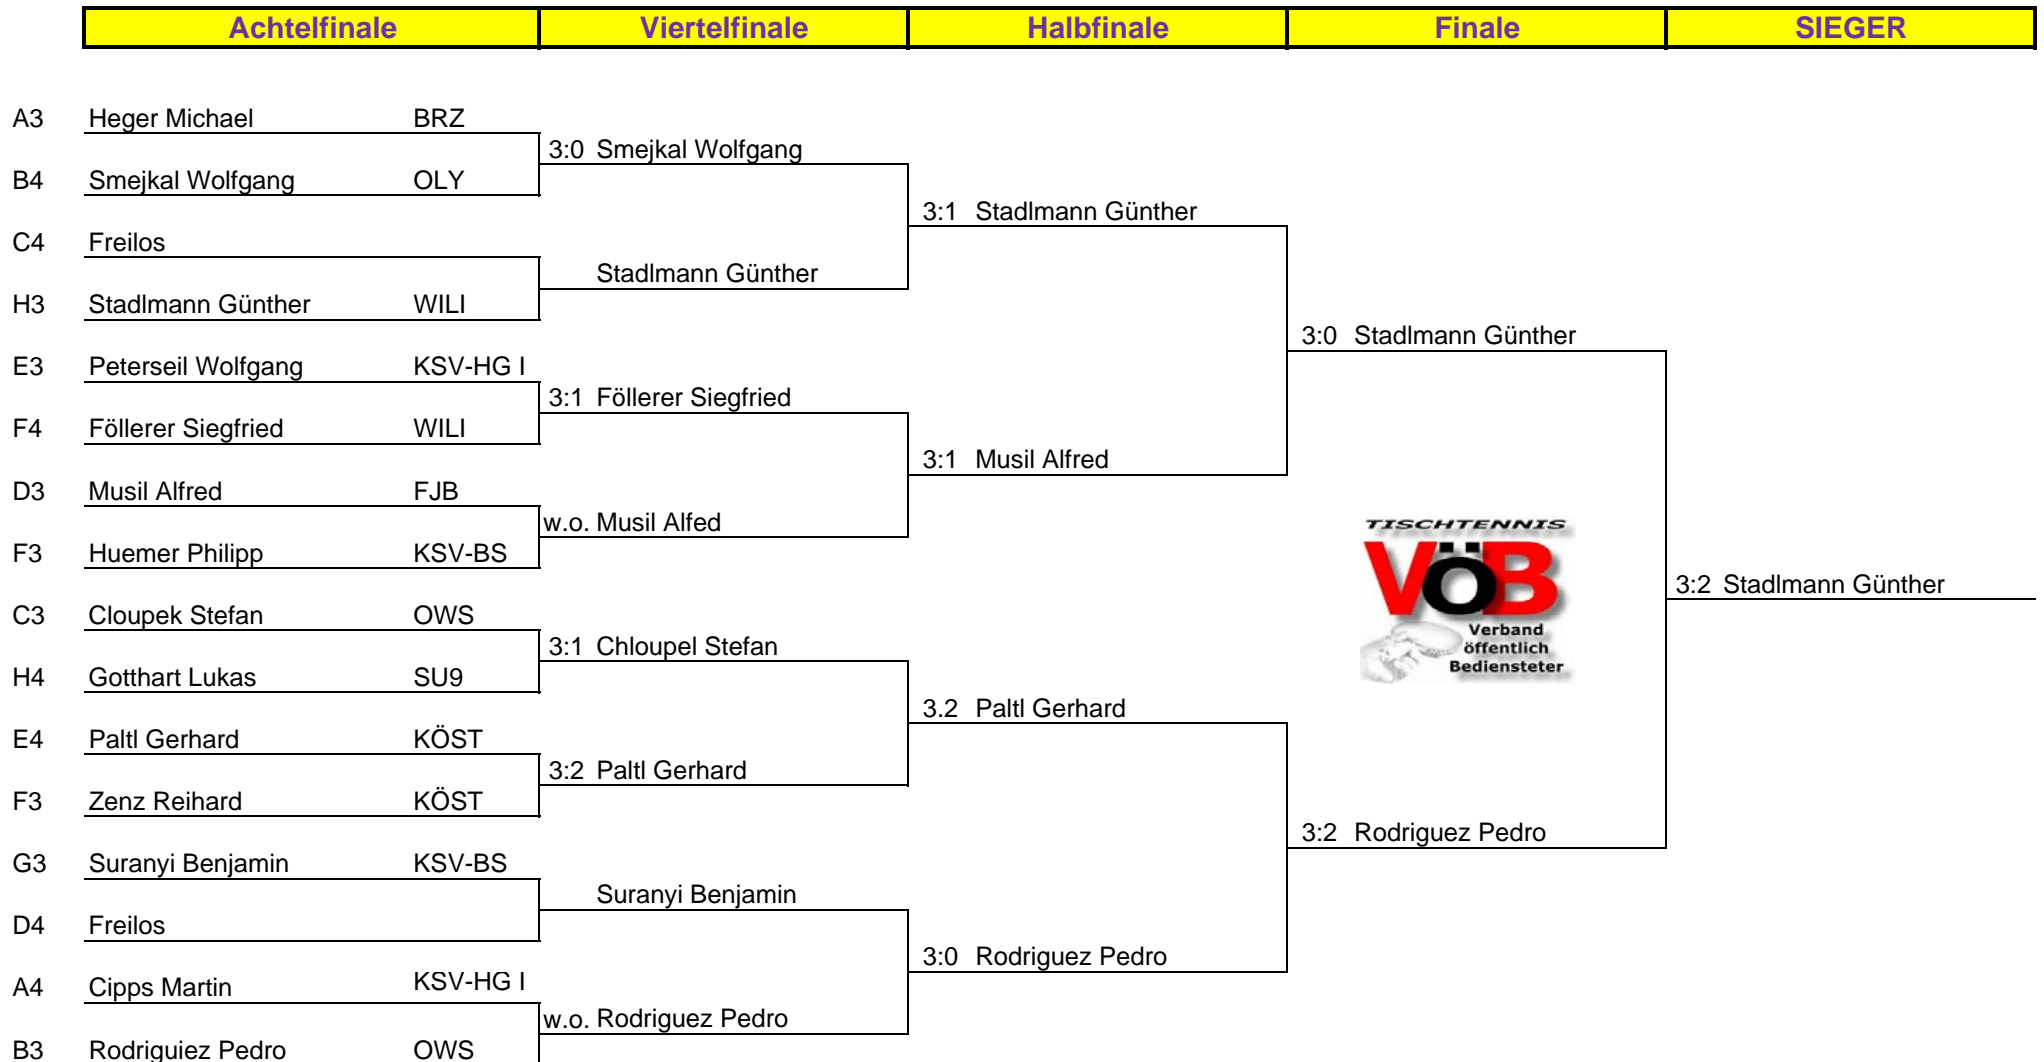 Achtelfinale Viertelfinale Halbfinale Finale SIEGER
A3 Heger Michael BRZ
3:0 Smejkal Wolfgang
B4 Smejkal Wolfgang OLY
3:1 Stadlmann Günther
C4 Freilos
Stadlmann Günther
H3 Stadlmann Günther WILI
3:0 Stadlmann Günther
E3 Peterseil Wolfgang KSV-HG I
3:1 Föllerer Siegfried
F4 Föllerer Siegfried WILI
3:1 Musil Alfred
D3 Musil Alfred FJB
w.o. Musil Alfed
TISCHTENNIS
VÖB
Verband
öffentlich
Bediensteter
F3 Huemer Philipp KSV-BS
3:2 Stadlmann Günther
C3 Cloupek Stefan OWS
3:1 Chloupel Stefan
H4 Gotthart Lukas SU9
3.2 Paltl Gerhard
E4 Paltl Gerhard KÖST
3:2 Paltl Gerhard
F3 Zenz Reihard KÖST
3:2 Rodriguez Pedro
G3 Suranyi Benjamin KSV-BS
Suranyi Benjamin
D4 Freilos
3:0 Rodriguez Pedro
A4 Cipps Martin KSV-HG I
w.o. Rodriguez Pedro
B3 Rodriguiez Pedro OWS